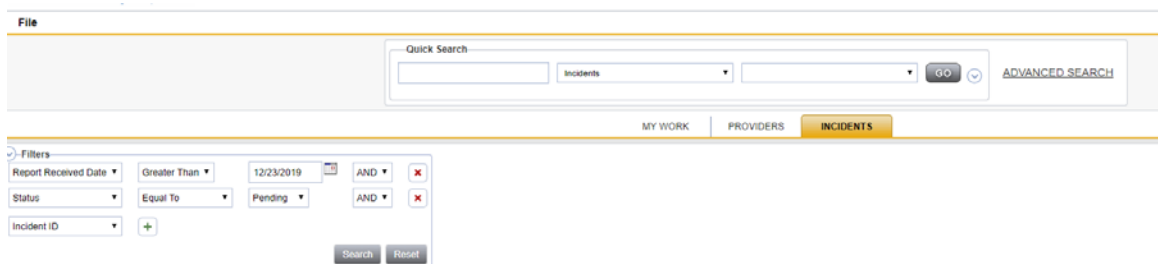 File
Quick Search
Incidents GO ADVANCED SEARCH
MY WORK PROVIDERS INCIDENTS
Filters
Report Received Date Greater Than 12/23/2019 AND
Status Equal To Pending AND
Incident ID
Search Reset